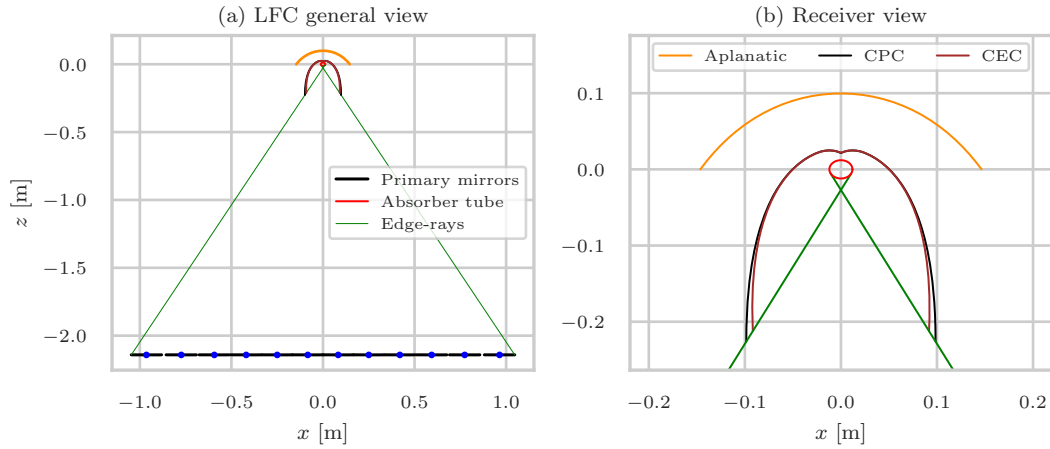 (a) LFC general view
0.0
−0.5
−1.0
−1.5
−2.0
z [m]
Primary mirrors
Absorber tube
Edge-rays
−1.0 −0.5 0.0 0.5 1.0
x [m]
(b) Receiver view
Aplanatic CPC CEC
0.1
0.0
−0.1
−0.2
−0.2 −0.1 0.0 0.1 0.2
x [m]